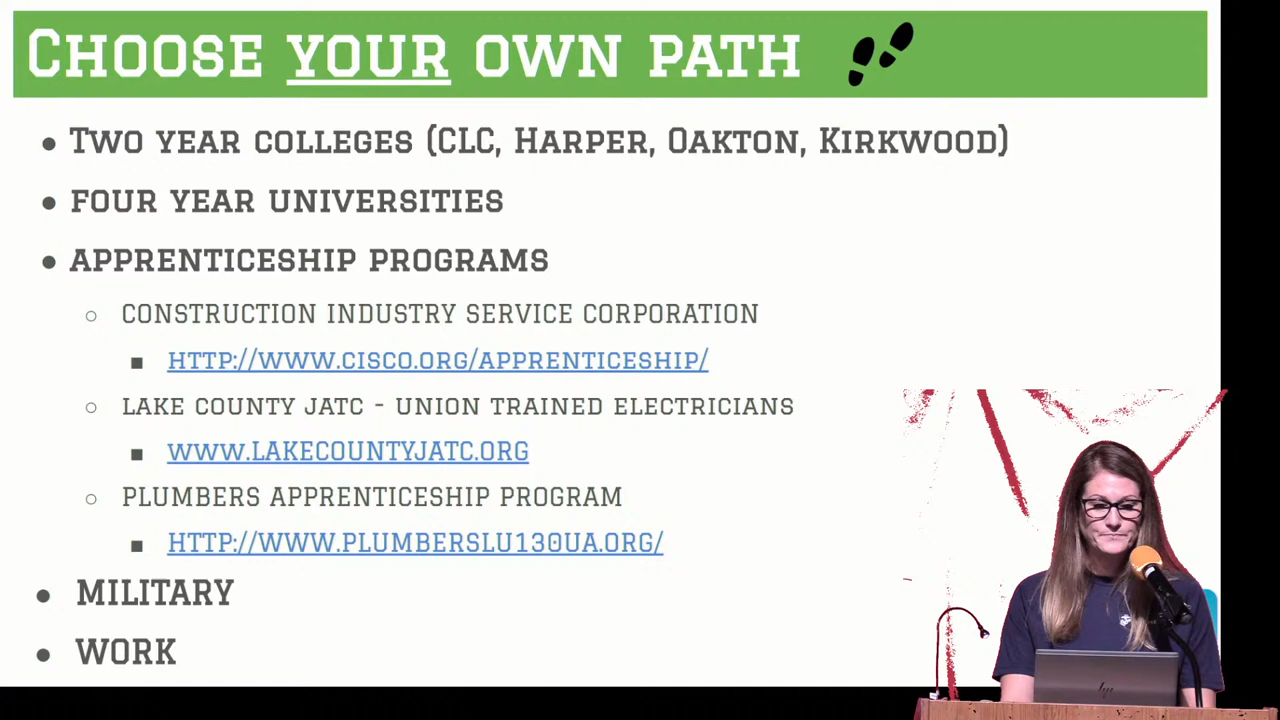 Choose YOUR own path
● Two year colleges (CLC, Harper, Oakton, Kirkwood)
● four year universities
● apprenticeship programs
○ Construction Industry Service Corporation
■ http://www.cisco.org/apprenticeship/
○ Lake County JATC - Union Trained Electricians
■ www.lakecountyjatc.org
○ Plumbers Apprenticeship Program
■ http://www.plumberslu130ua.org/
● Military
● Work
hp